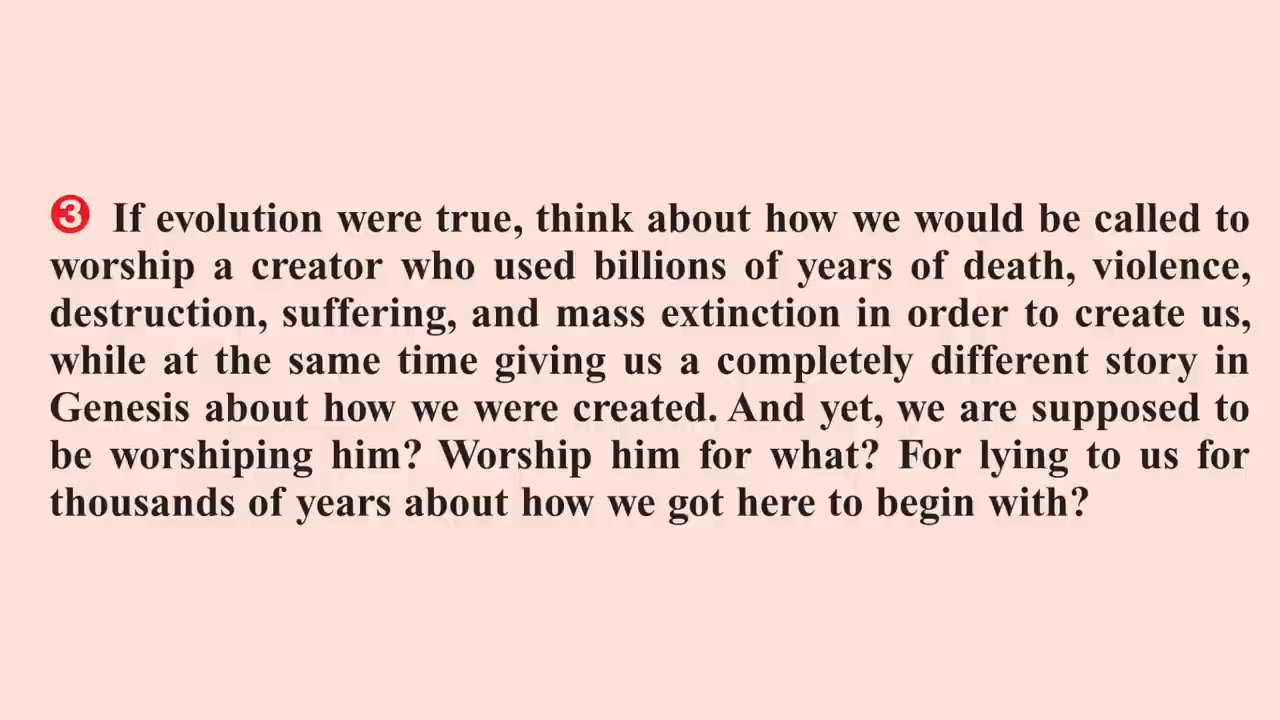 ❸ If evolution were true, think about how we would be called to
worship a creator who used billions of years of death, violence,
destruction, suffering, and mass extinction in order to create us,
while at the same time giving us a completely different story in
Genesis about how we were created. And yet, we are supposed to
be worshiping him? Worship him for what? For lying to us for
thousands of years about how we got here to begin with?